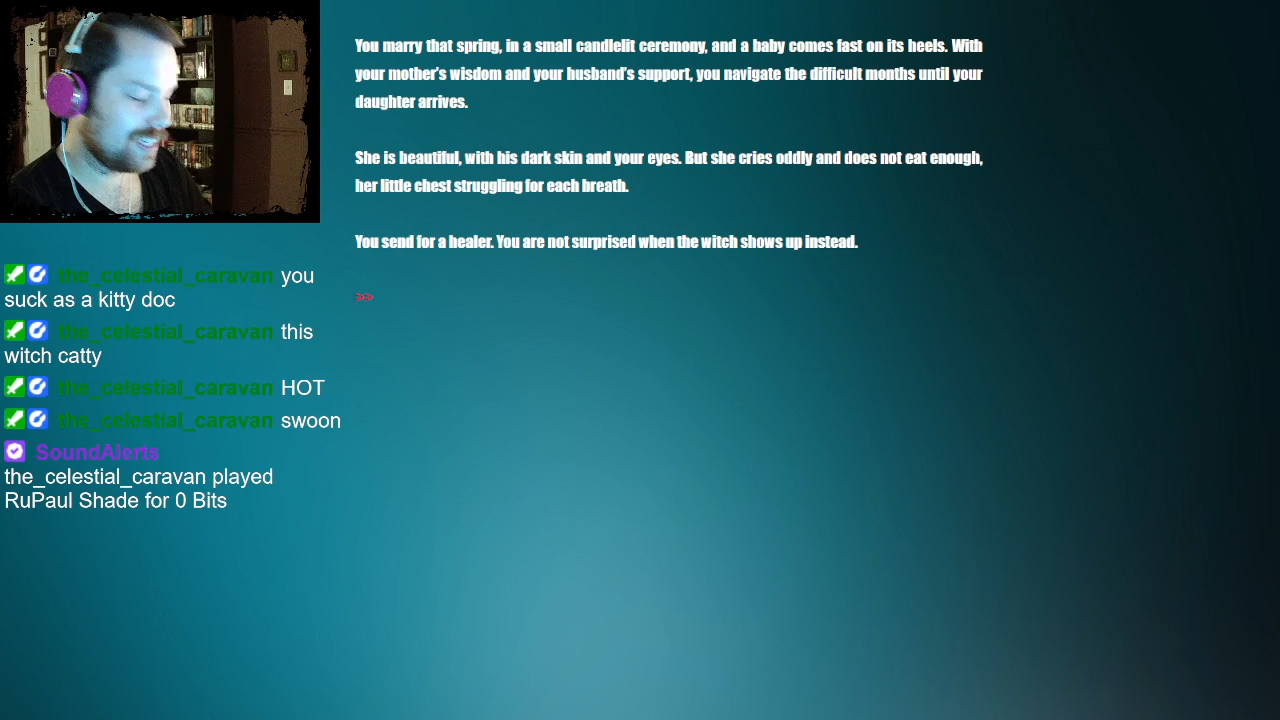 You marry that spring, in a small candlelit ceremony, and a baby comes fast on its heels. With
your mother's wisdom and your husband's support, you navigate the difficult months until your
daughter arrives.
She is beautiful, with his dark skin and your eyes. But she cries oddly and does not eat enough,
her little chest struggling for each breath.
You send for a healer. You are not surprised when the witch shows up instead.
>>
the_celestial_caravan you
suck as a kitty doc
the_celestial_caravan this
witch catty
the_celestial_caravan HOT
the_celestial_caravan swoon
SoundAlerts
the_celestial_caravan played
RuPaul Shade for 0 Bits